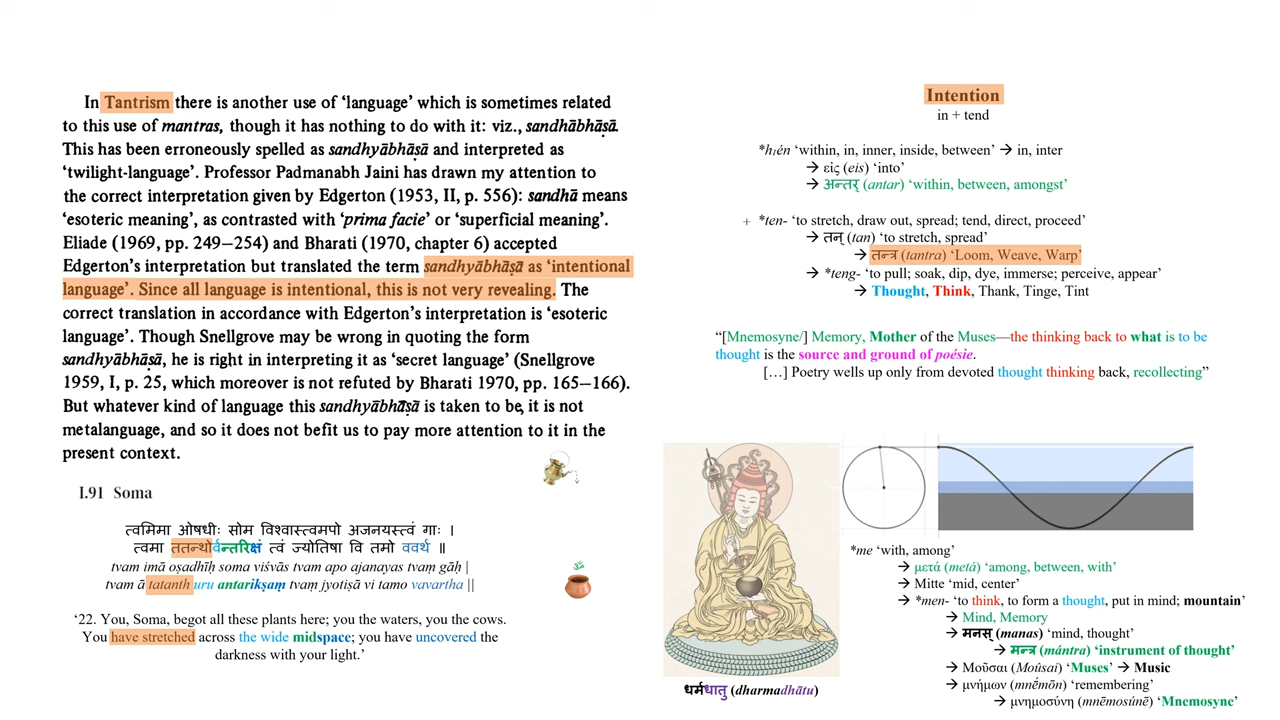 In Tantrism there is another use of ‘language’ which is sometimes related
to this use of mantras, though it has nothing to do with it: viz., sandhābhāṣā.
This has been erroneously spelled as sandhyābhāṣā and interpreted as
‘twilight-language’. Professor Padmanabh Jaini has drawn my attention to
the correct interpretation given by Edgerton (1953, II, p. 556): sandhā means
‘esoteric meaning’, as contrasted with ‘prima facie’ or ‘superficial meaning’.
Eliade (1969, pp. 249–254) and Bharati (1970, chapter 6) accepted
Edgerton’s interpretation but translated the term sandhyābhāṣā as ‘intentional
language’. Since all language is intentional, this is not very revealing. The
correct translation in accordance with Edgerton’s interpretation is ‘esoteric
language’. Though Snellgrove may be wrong in quoting the form
sandhyābhāṣā, he is right in interpreting it as ‘secret language’ (Snellgrove
1959, I, p. 25, which moreover is not refuted by Bharati 1970, pp. 165–166).
But whatever kind of language this sandhyābhāṣā is taken to be, it is not
metalanguage, and so it does not befit us to pay more attention to it in the
present context.
I.91 Soma
त्वमिमा ओषधीः सोम विश्वास्त्वमपो अजनयस्त्वं गाः ।
त्वमा ततन्थोर्वन्तरिक्षं त्वं ज्योतिषा वि तमो ववर्थ ॥
tvam imā oṣadhīḥ soma viśvās tvam apo ajanayas tvaṃ gāḥ |
tvam ā tatanth uru antarikṣaṃ tvaṃ jyotiṣā vi tamo vavartha ||
‘22. You, Soma, begot all these plants here; you the waters, you the cows.
You have stretched across the wide midspace; you have uncovered the
darkness with your light.’
ॐ
Intention
in + tend
*h₁én ‘within, in, inner, inside, between’ → in, inter
→ εἰς (eis) ‘into’
→ अन्तर् (antar) ‘within, between, amongst’
+ *ten- ‘to stretch, draw out, spread; tend, direct, proceed’
→ तन् (tan) ‘to stretch, spread’
→ तन्त्र (tantra) ‘Loom, Weave, Warp’
→ *teng- ‘to pull; soak, dip, dye, immerse; perceive, appear’
→ Thought, Think, Thank, Tinge, Tint
“[Mnemosyne/] Memory, Mother of the Muses—the thinking back to what is to be
thought is the source and ground of poésie.
[…] Poetry wells up only from devoted thought thinking back, recollecting”
धर्मधातु (dharmadhātu)
*me ‘with, among’
→ μετά (metá) ‘among, between, with’
→ Mitte ‘mid, center’
→ *men- ‘to think, to form a thought, put in mind; mountain’
→ Mind, Memory
→ मनस् (manas) ‘mind, thought’
→ मन्त्र (mántra) ‘instrument of thought’
→ Μοῦσαι (Moûsai) ‘Muses’ → Music
→ μνήμων (mnḗmōn) ‘remembering’
→ μνημοσύνη (mnēmosúnē) ‘Mnemosyne’